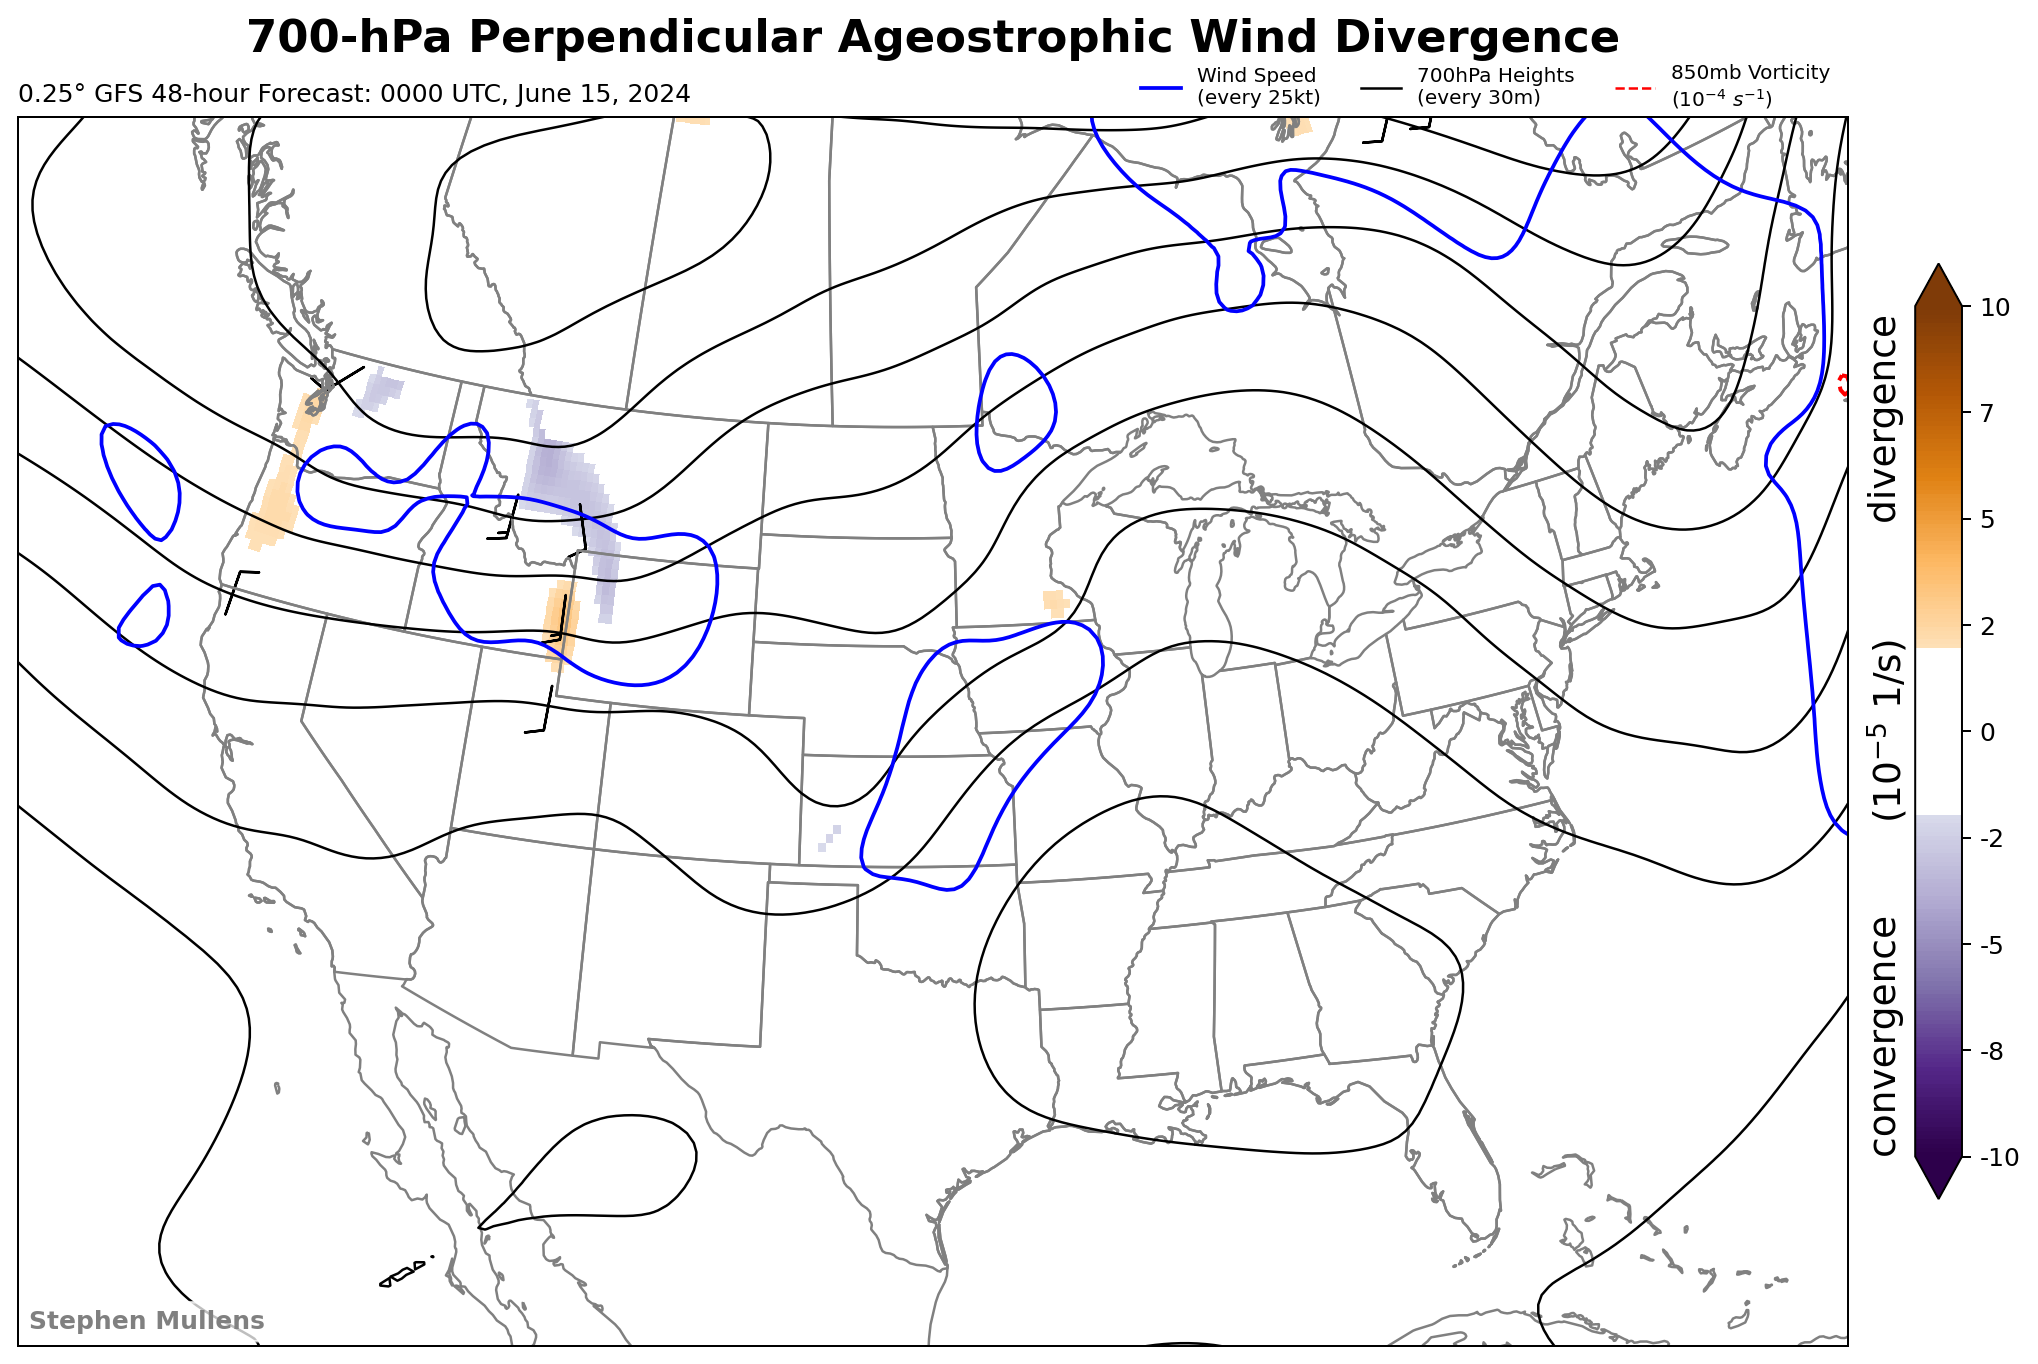 700-hPa Perpendicular Ageostrophic Wind Divergence
0.25° GFS 48-hour Forecast: 0000 UTC, June 15, 2024
Wind Speed
(every 25kt)
700hPa Heights
(every 30m)
850mb Vorticity
(10⁻⁴ s⁻¹)
10
7
5
2
0
-2
-5
-8
-10
convergence (10⁻⁵ 1/s) divergence
Stephen Mullens